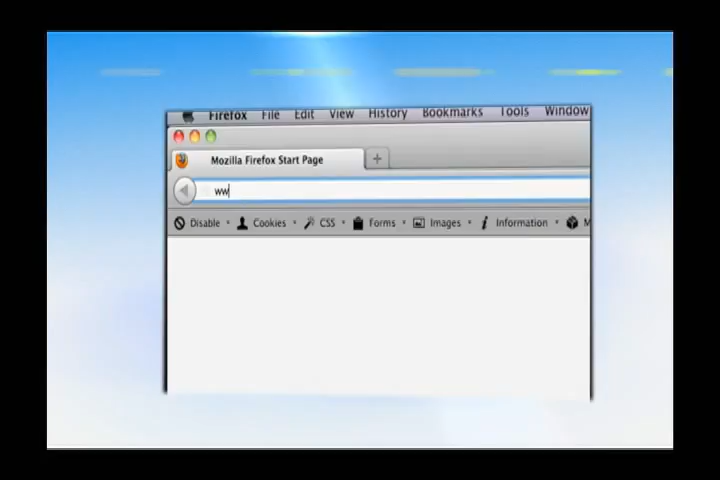 Firefox File Edit View History Bookmarks Tools Window
Mozilla Firefox Start Page
ww
Disable Cookies CSS Forms Images Information M